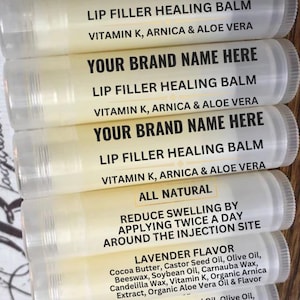 LIP FILLER HEALING BALM
VITAMIN K, ARNICA & ALOE VERA
YOUR BRAND NAME HERE
LIP FILLER HEALING BALM
VITAMIN K, ARNICA & ALOE VERA
YOUR BRAND NAME HERE
LIP FILLER HEALING BALM
VITAMIN K, ARNICA & ALOE VERA
ALL NATURAL
REDUCE SWELLING BY
APPLYING TWICE A DAY
AROUND THE INJECTION SITE
LAVENDER FLAVOR
Cocoa Butter, Castor Seed Oil, Olive Oil,
Beeswax, Soybean Oil, Carnauba Wax,
Candelilla Wax, Vitamin K, Organic Arnica
Extract, Organic Aloe Vera Oil & Flavor